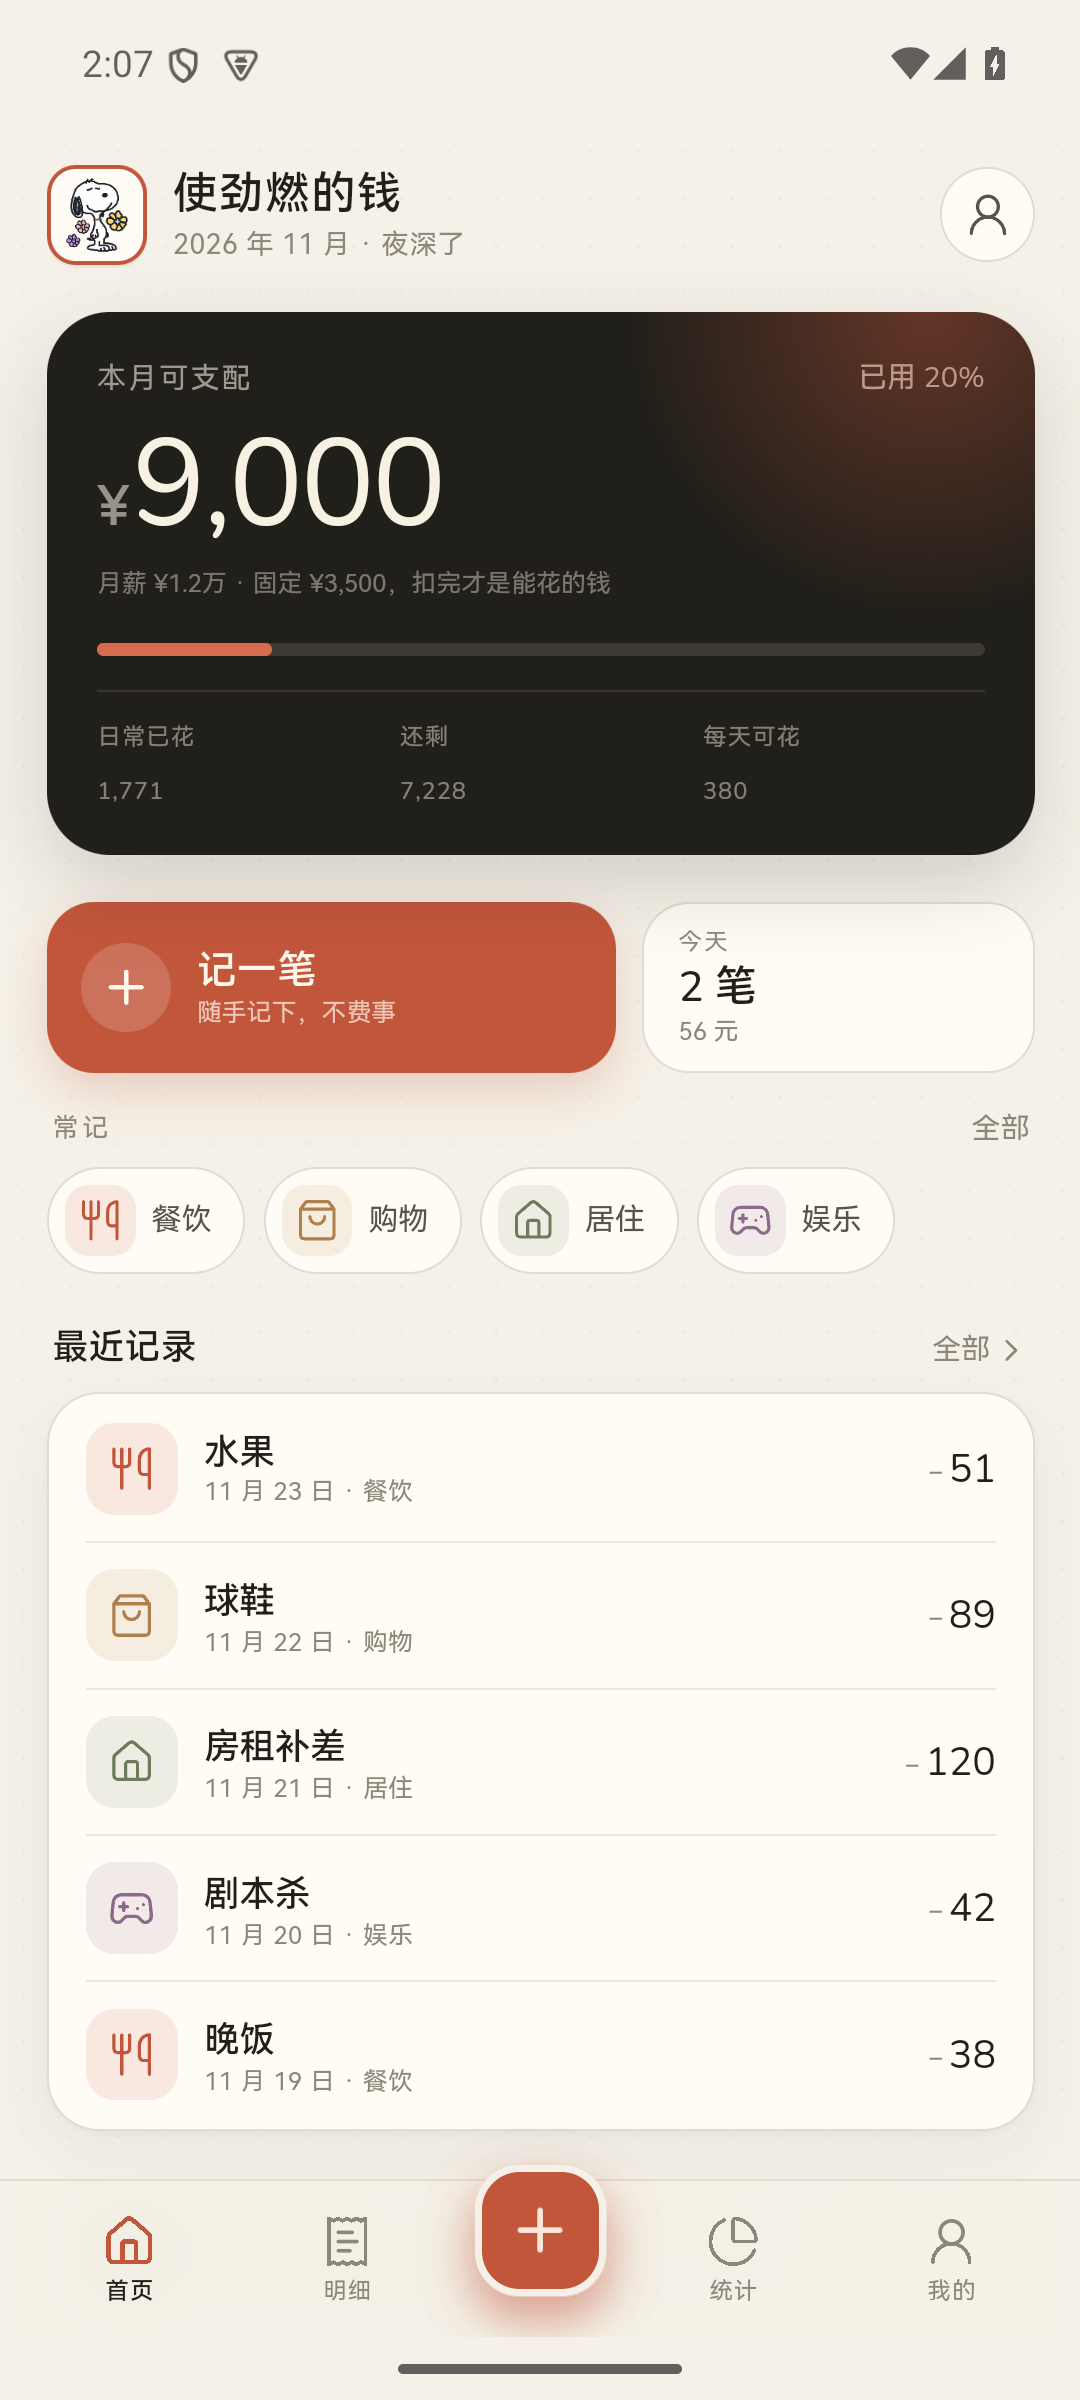 2:07
使劲燃的钱
2026 年 11 月 · 夜深了
本月可支配
已用 20%
¥9,000
月薪 ¥1.2万 · 固定 ¥3,500，扣完才是能花的钱
日常已花
还剩
每天可花
1,771
7,228
380
记一笔
随手记下，不费事
今天
2 笔
56 元
常记
全部
餐饮
购物
居住
娱乐
最近记录
全部
水果
11 月 23 日 · 餐饮
-51
球鞋
11 月 22 日 · 购物
-89
房租补差
11 月 21 日 · 居住
-120
剧本杀
11 月 20 日 · 娱乐
-42
晚饭
11 月 19 日 · 餐饮
-38
首页
明细
统计
我的